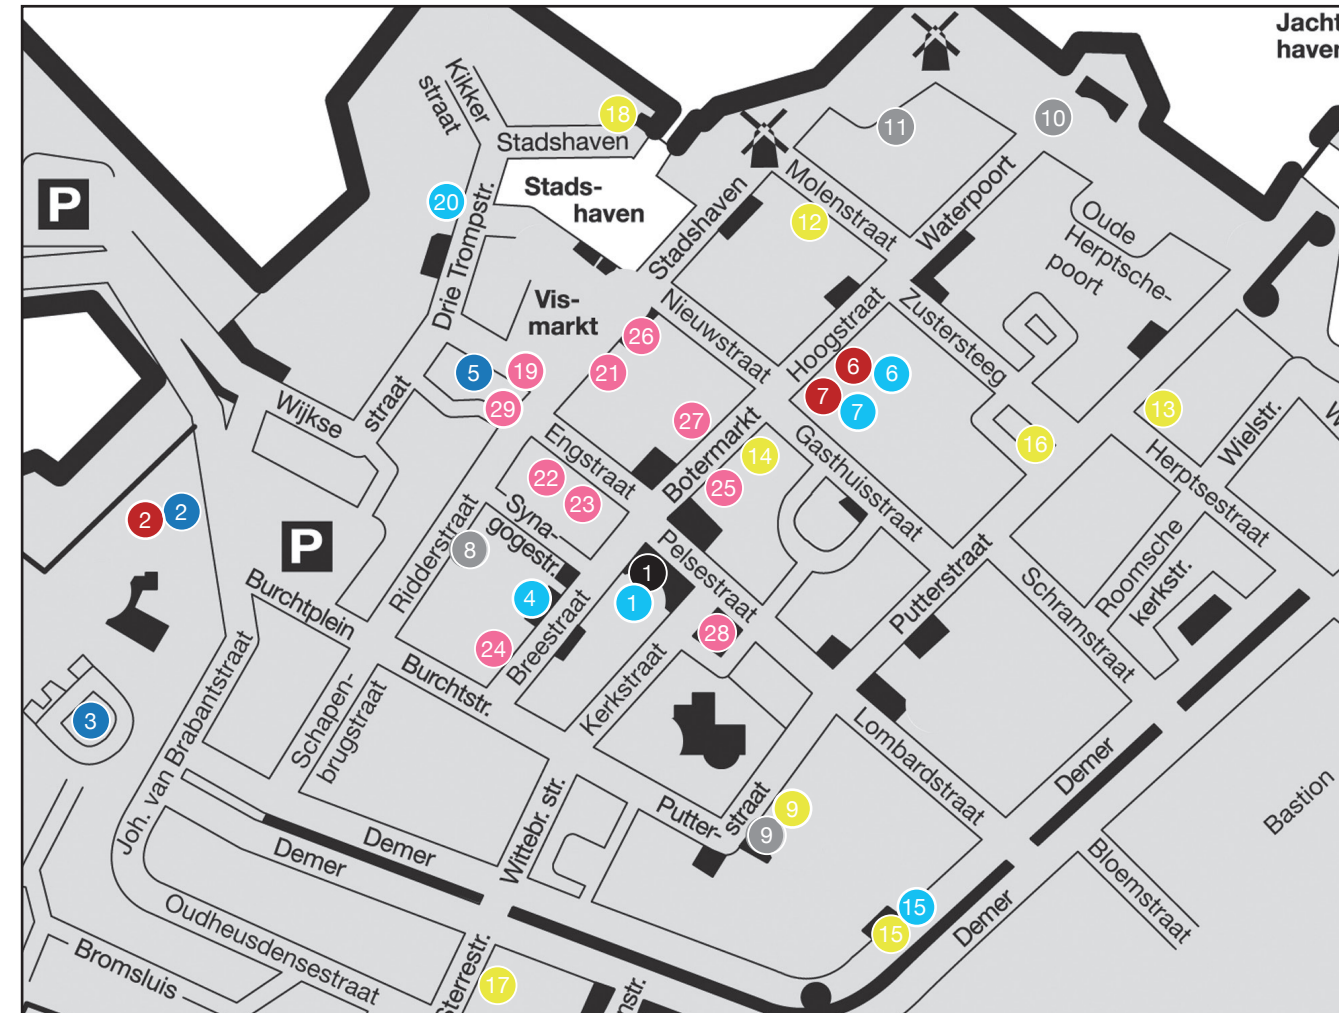 Jacht
haven
Kikker
straat
18
Stadshaven
11
10
P
20
Stads-
haven
Stadshaven
Molenstraat
12
Waterpoort
Oude
Herptsche-
poort
Drie Trompstr.
Vis-
markt
26
Nieuwstraat
Hoogstraat
Zustersteeg
5
19
21
6
6
7
7
29
27
13
16
Wijkse
straat
Engstraat
Botermarkt
14
25
Gasthuisstraat
Herptsestraat
Wielstr.
W
22
23
Syna-
gogestr.
2
2
P
Ridderstraat
8
Pelsestraat
1
1
4
Putterstraat
Schramstraat
Roomsche
kerkstr.
Burchtplein
24
Breestraat
28
Burchtstr.
Kerkstraat
3
Joh. van Brabantstraat
Schapen-
brugstraat
Lombardstraat
Demer
Bastion
Putter-
straat
9
9
Wittebr. str.
Demer
Demer
Bloemstraat
15
15
Demer
Oudheusdensestraat
Bromsluis
Sterrestr.
17
nstr.